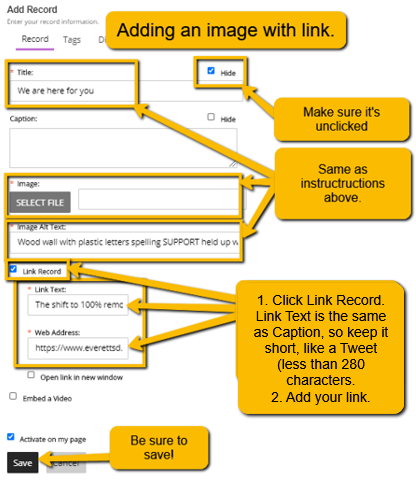 Add Record
Enter your record information.
Adding an image with link.
Record Tags
* Title:
Hide
We are here for you
Make sure it's
unclicked
Caption:
Hide
Same as
instructructions
above.
* Image:
SELECT FILE
* Image Alt Text:
Wood wall with plastic letters spelling SUPPORT held up w
Link Record
* Link Text:
The shift to 100% remo
* Web Address:
https://www.everettsd.
1. Click Link Record.
Link Text is the same
as Caption, so keep it
short, like a Tweet
(less than 280
characters.
2. Add your link.
Open link in new window
Embed a Video
Activate on my page
Be sure to
save!
Save
Cancel